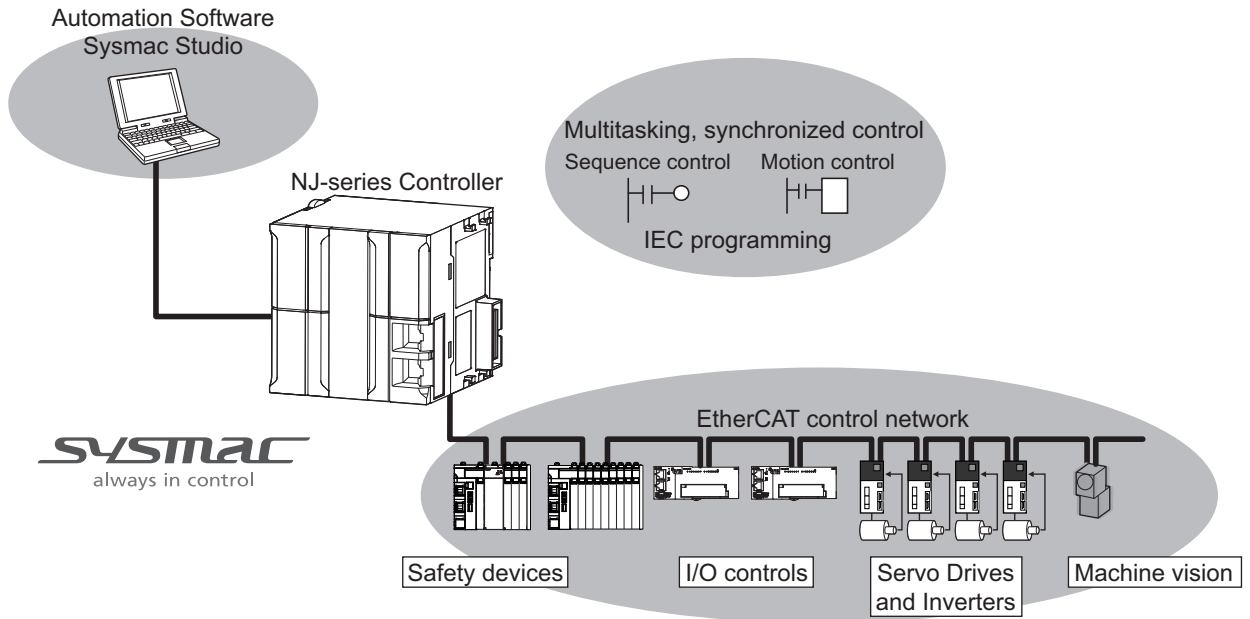 Automation Software
Sysmac Studio
NJ-series Controller
Multitasking, synchronized control
Sequence control
Motion control
IEC programming
EtherCAT control network
sysmac
always in control
Safety devices
I/O controls
Servo Drives
and Inverters
Machine vision